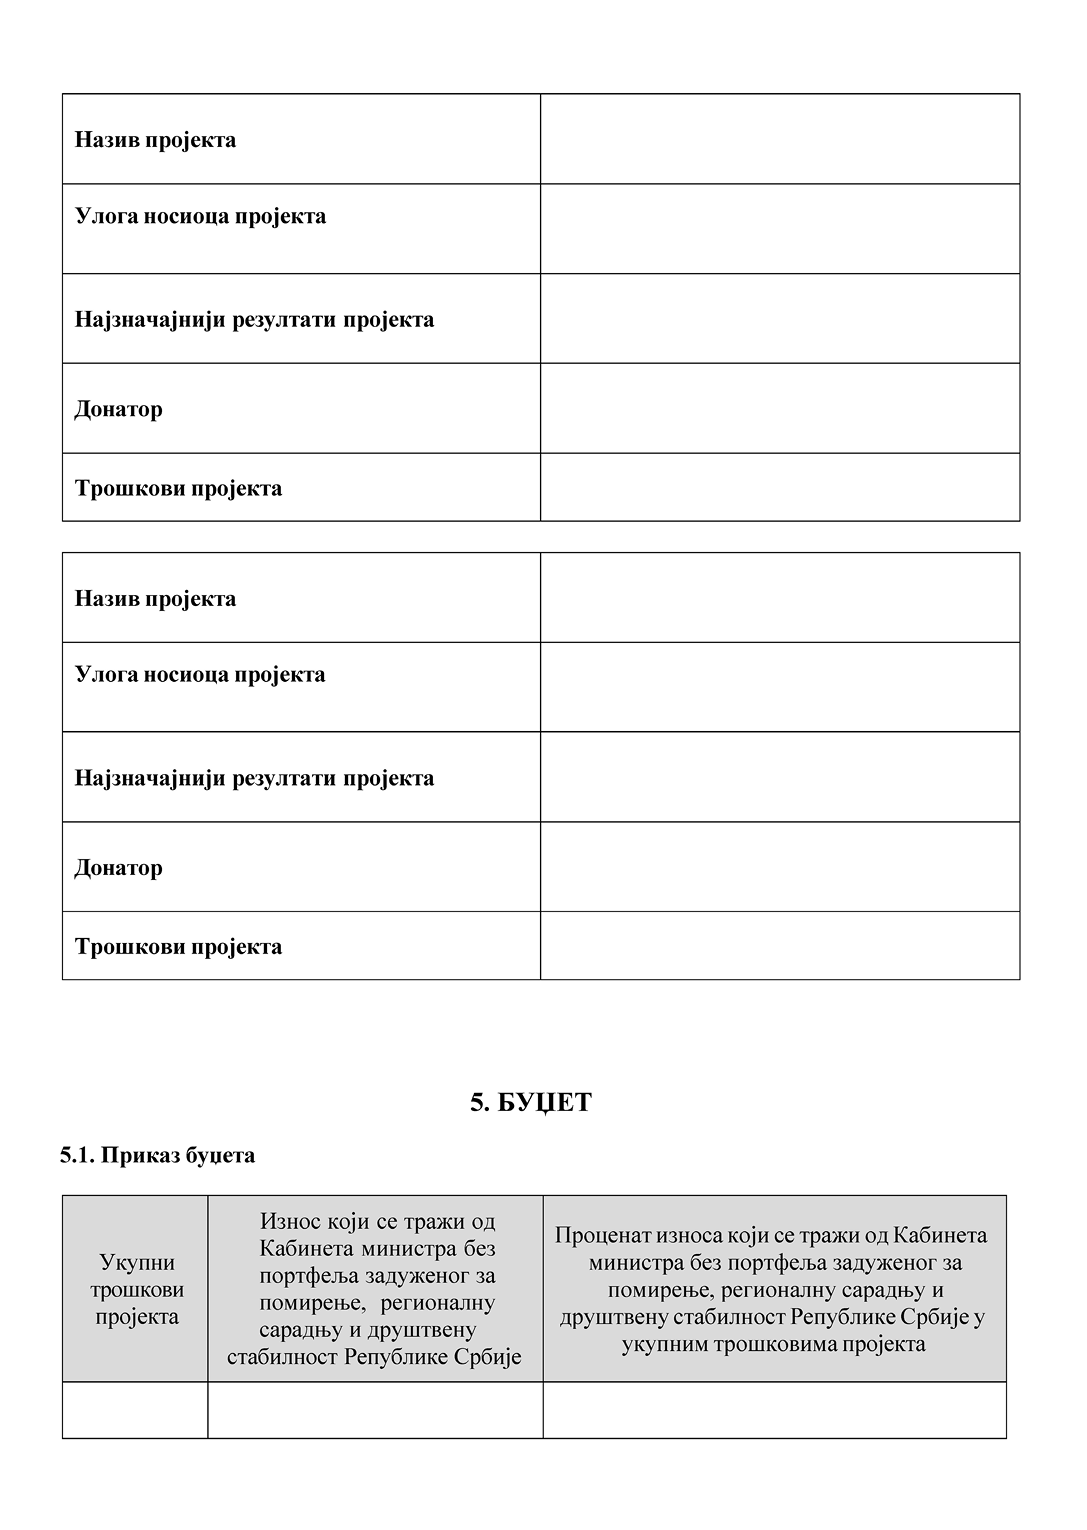 Назив пројекта
Улога носиоца пројекта
Најзначајнији резултати пројекта
Донатор
Трошкови пројекта
Назив пројекта
Улога носиоца пројекта
Најзначајнији резултати пројекта
Донатор
Трошкови пројекта
5. БУЏЕТ
5.1. Приказ буџета
Укупни
трошкови
пројекта
Износ који се тражи од
Кабинета министра без
портфеља задуженог за
помирење, регионалну
сарадњу и друштвену
стабилност Републике Србије
Проценат износа који се тражи од Кабинета
министра без портфеља задуженог за
помирење, регионалну сарадњу и
друштвену стабилност Републике Србије у
укупним трошковима пројекта